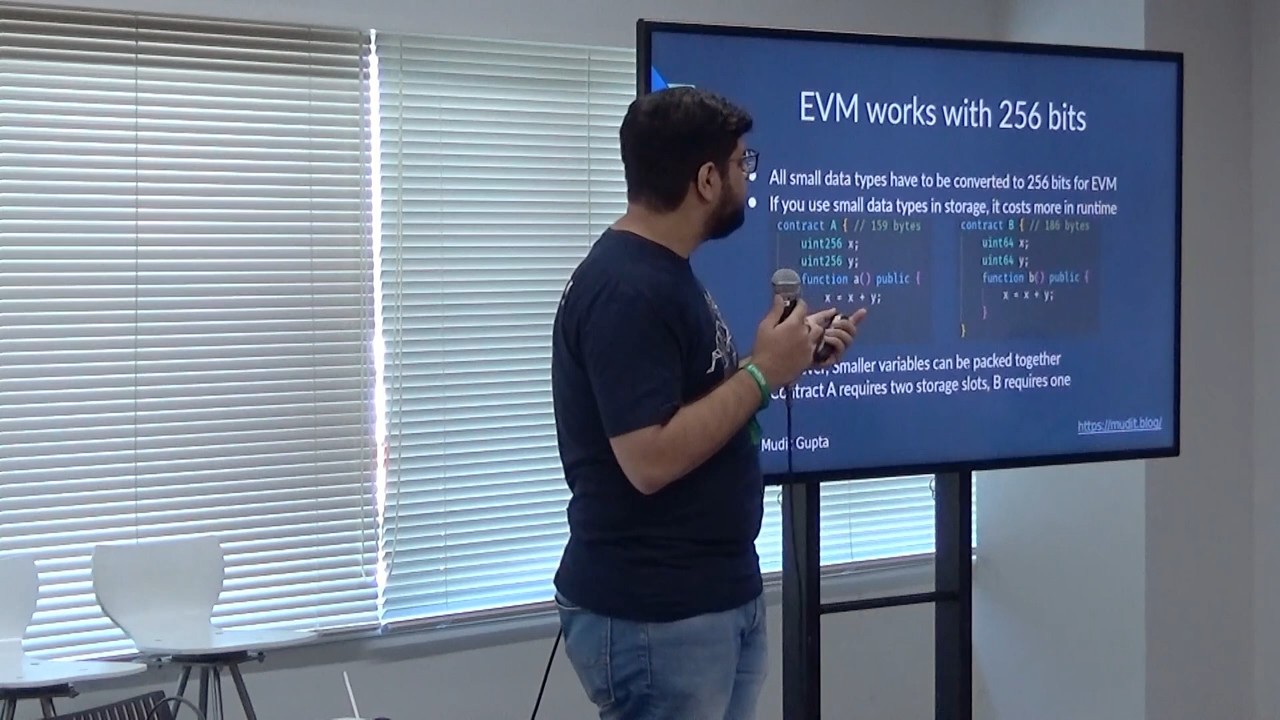 EVM works with 256 bits
All small data types have to be converted to 256 bits for EVM
If you use small data types in storage, it costs more in runtime
contract A { // 159 bytes
uint256 x;
uint256 y;
function a() public {
x = x + y;
contract B { // 186 bytes
uint64 x;
uint64 y;
function b() public {
x = x + y;
}
}
Smaller variables can be packed together
Contract A requires two storage slots, B requires one
https://mudit.blog/
Mudit Gupta